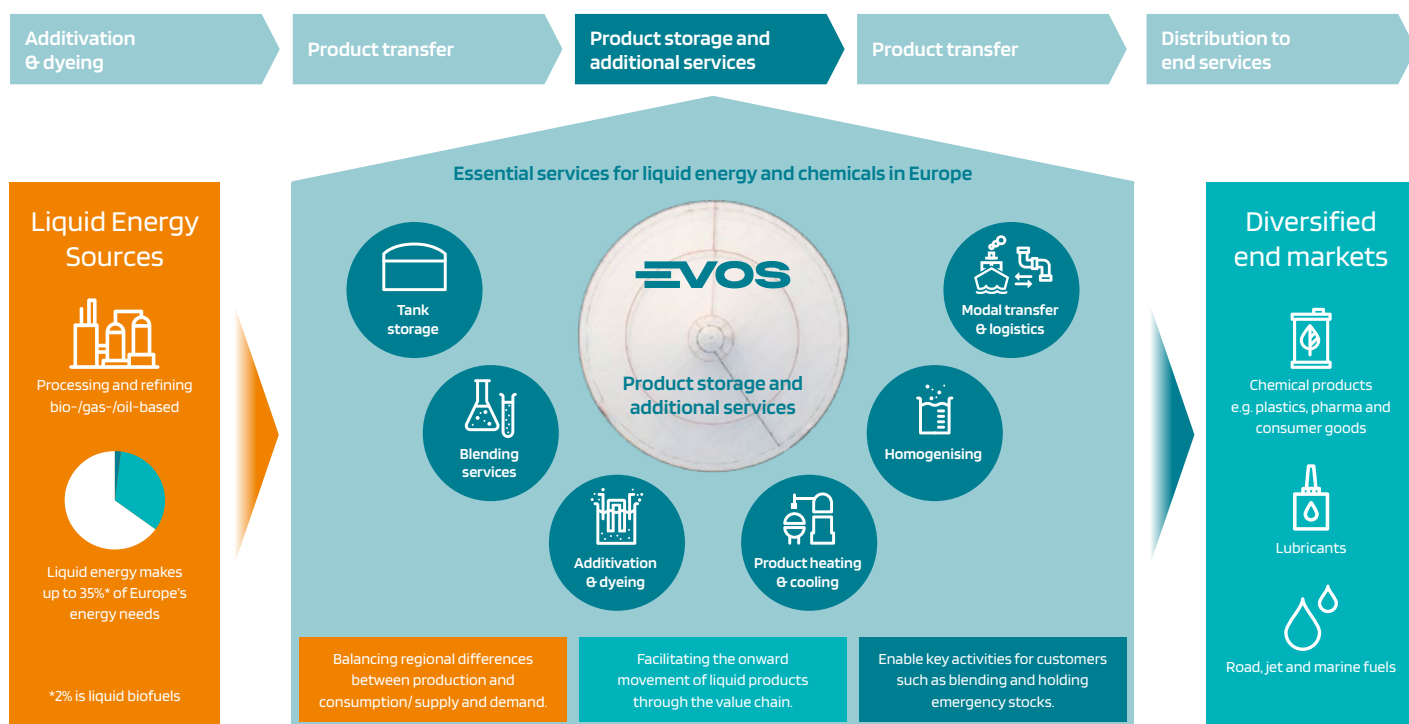 Additivation
& dyeing
Product transfer
Product storage and
additional services
Product transfer
Distribution to
end services
Essential services for liquid energy and chemicals in Europe
Liquid Energy
Sources
Processing and refining
bio-/gas-/oil-based
Liquid energy makes
up to 35%* of Europe's
energy needs
*2% is liquid biofuels
EVOS
Product storage and
additional services
Tank
storage
Blending
services
Additivation
& dyeing
Product heating
& cooling
Homogenising
Modal transfer
& logistics
Balancing regional differences
between production and
consumption/ supply and demand.
Facilitating the onward
movement of liquid products
through the value chain.
Enable key activities for customers
such as blending and holding
emergency stocks.
Diversified
end markets
Chemical products
e.g. plastics, pharma and
consumer goods
Lubricants
Road, jet and marine fuels